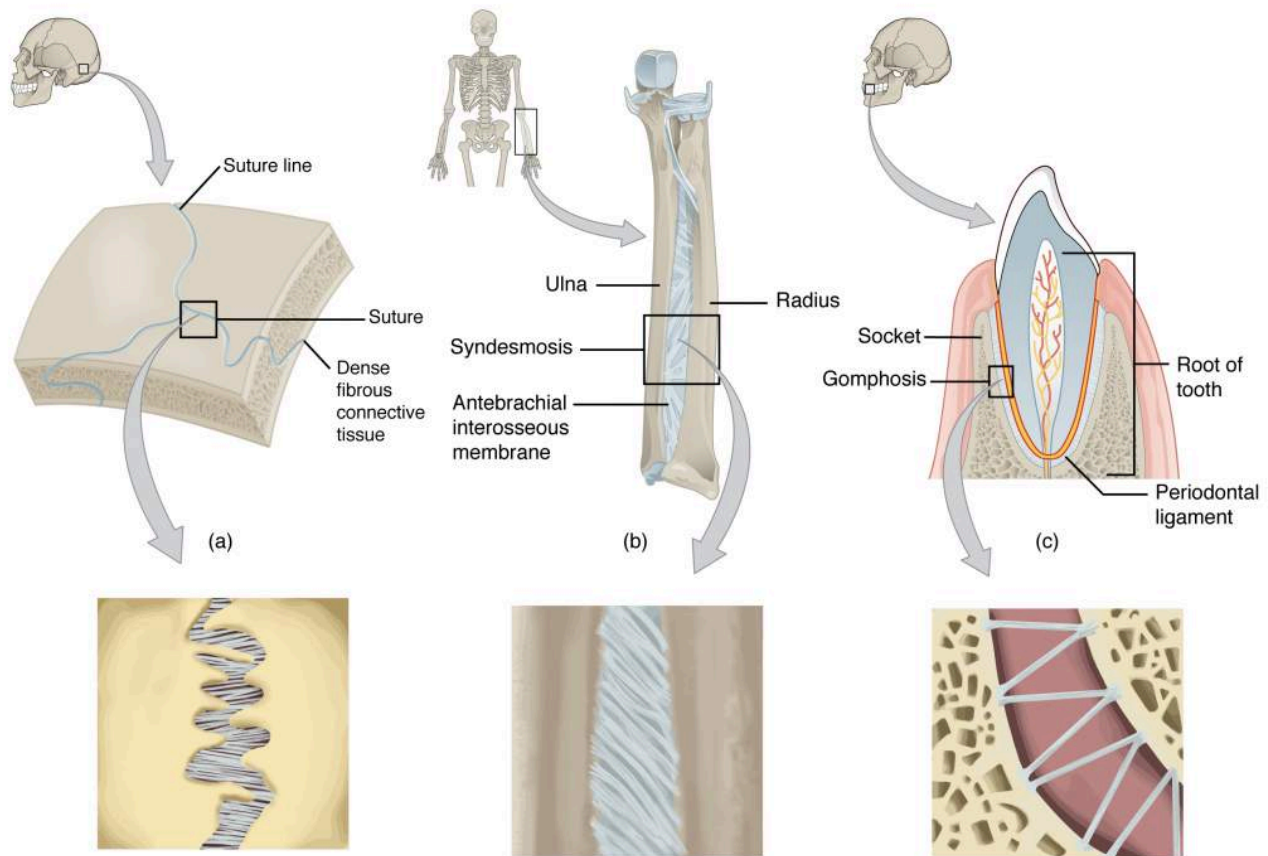 Suture line
Suture
Dense
fibrous
connective
tissue
(a)
Ulna
Radius
Syndesmosis
Antebrachial
interosseous
membrane
(b)
Socket
Gomphosis
Root of
tooth
Periodontal
ligament
(c)